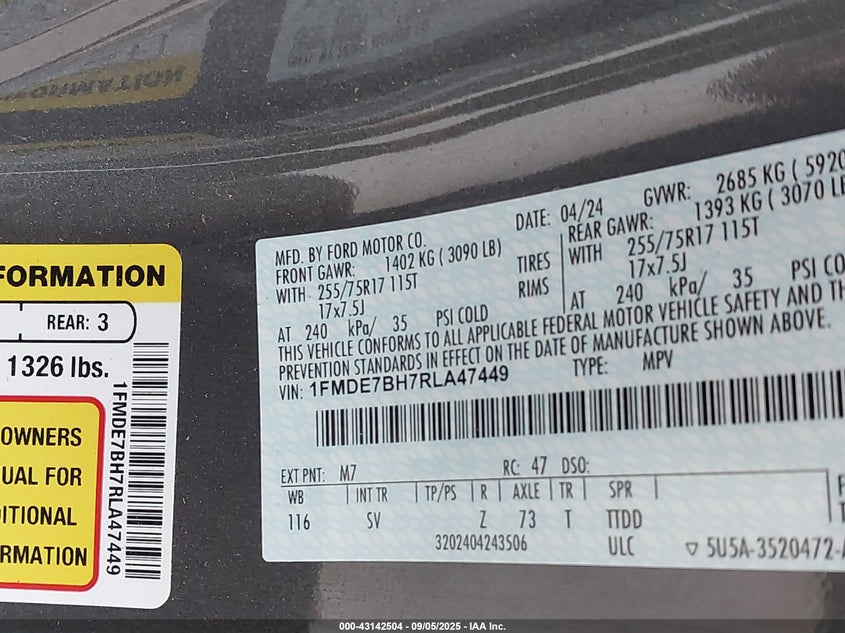 FORMATION
REAR: 3
1326 lbs.
OWNERS
UAL FOR
ITIONAL
RMATION
1FMDE7BH7RLA47449
MFD. BY FORD MOTOR CO.
DATE: 04/24 GVWR: 2685 KG ( 5920
FRONT GAWR: 1402 KG ( 3090 LB)
REAR GAWR: 1393 KG ( 3070 LB
WITH 255/75R17 115T TIRES
WITH 255/75R17 115T
17x7.5J RIMS
17x7.5J
AT 240 kPa/ 35 PSI COLD
AT 240 kPa/ 35 PSI CO
THIS VEHICLE CONFORMS TO ALL APPLICABLE FEDERAL MOTOR VEHICLE SAFETY AND TH
PREVENTION STANDARDS IN EFFECT ON THE DATE OF MANUFACTURE SHOWN ABOVE.
VIN: 1FMDE7BH7RLA47449 TYPE: MPV
EXT PNT: M7 RC: 47 DSO:
WB INT TR TP/PS R AXLE TR SPR
116 SV Z 73 T TTDD
3202404243506 ULC 5U5A-3520472-A
000-43142504 - 09/05/2025 - IAA Inc.